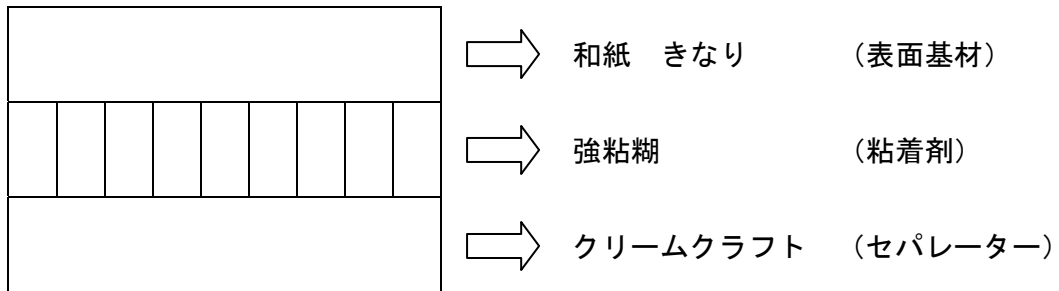 和紙　きなり　（表面基材）
強粘糊　（粘着剤）
クリームクラフト　（セパレーター）